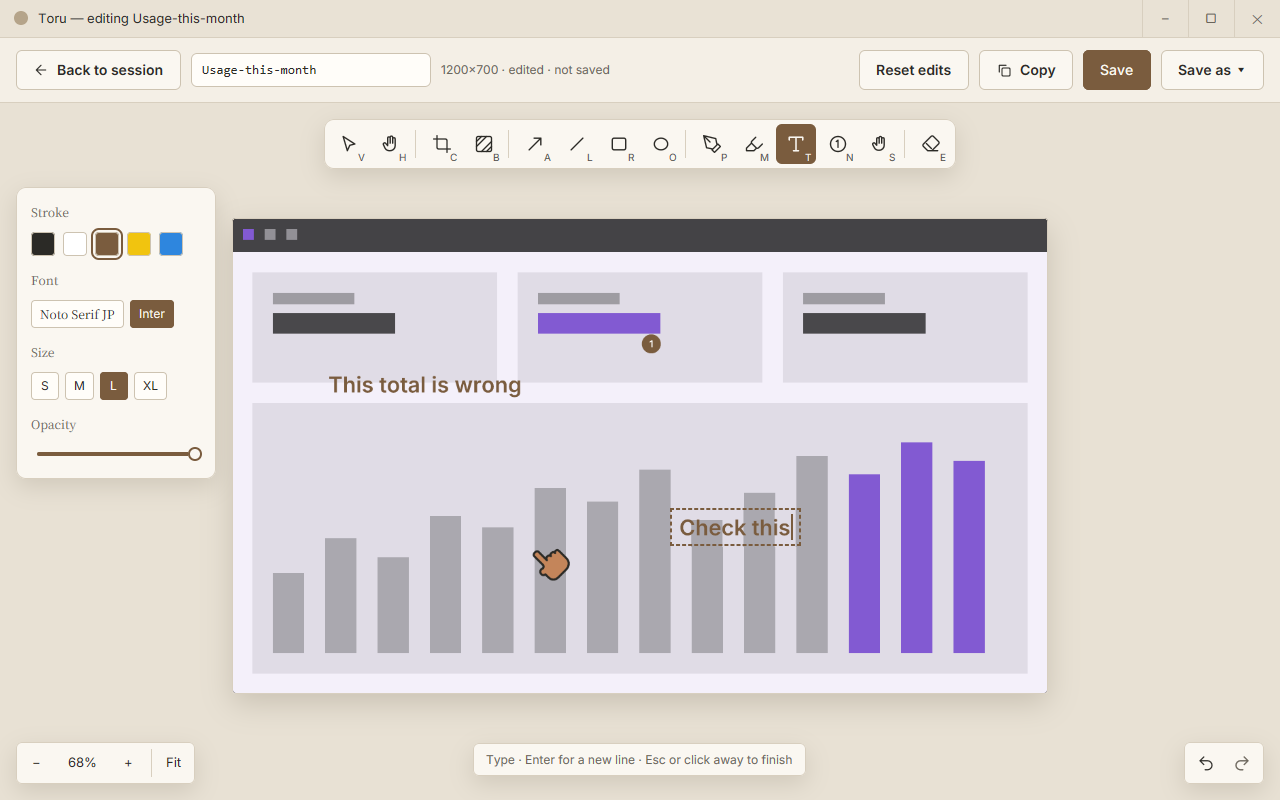 Toru — editing Usage-this-month
Back to session
Usage-this-month
1200×700 · edited · not saved
Reset edits
Copy
Save
Save as
V
H
C
B
A
L
R
O
P
M
T
1
N
S
E
Stroke
Font
Noto Serif JP
Inter
Size
S
M
L
XL
Opacity
1
This total is wrong
Check this
− 68% + Fit
Type · Enter for a new line · Esc or click away to finish